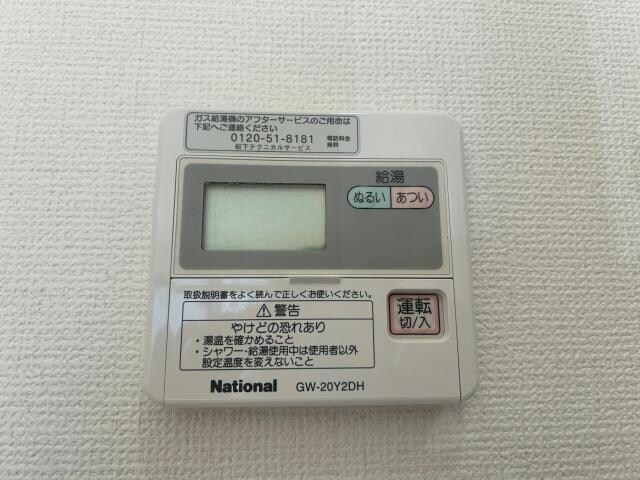 ガス給湯機のアフターサービスのご用命は
下記へご連絡ください
0120-51-8181 電話料金無料
松下テクニカルサービス
給湯
ぬるい あつい
取扱説明書をよく読んで正しくお使いください。
⚠警告
やけどの恐れあり
・湯温を確かめること
・シャワー・給湯使用中は使用者以外
設定温度を変えないこと
運転
切/入
National GW-20Y2DH